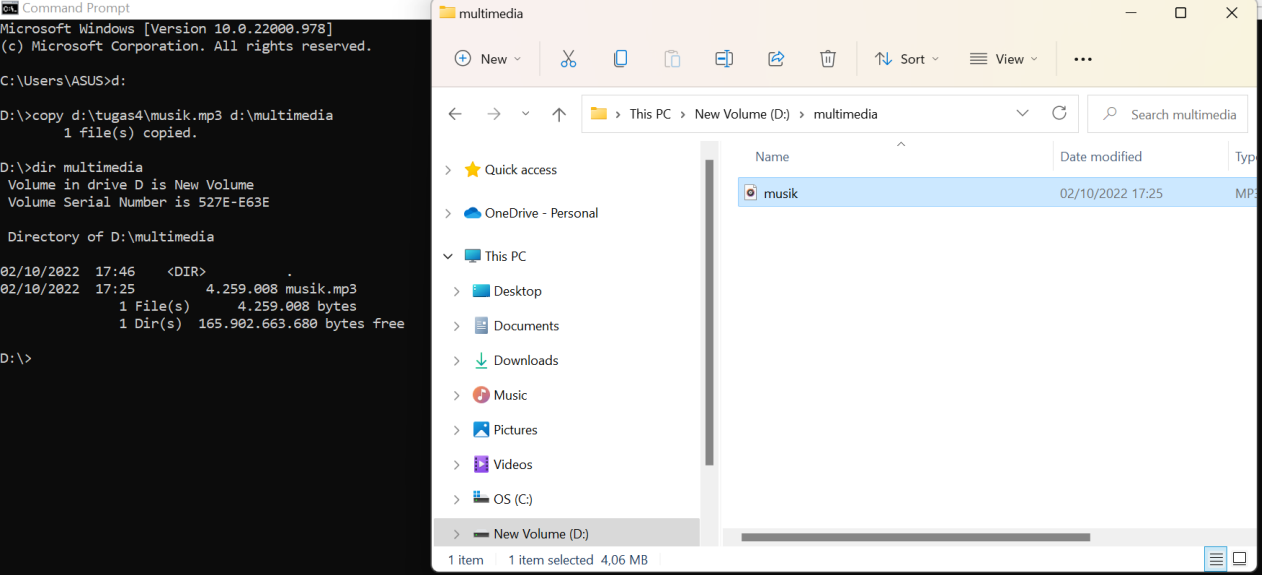 Command Prompt
Microsoft Windows [Version 10.0.22000.978]
(c) Microsoft Corporation. All rights reserved.
C:\Users\ASUS>d:
D:\>copy d:\tugas4\musik.mp3 d:\multimedia
1 file(s) copied.
D:\>dir multimedia
Volume in drive D is New Volume
Volume Serial Number is 527E-E63E
Directory of D:\multimedia
02/10/2022  17:46    <DIR>          .
02/10/2022  17:25         4.259.008 musik.mp3
1 File(s)      4.259.008 bytes
1 Dir(s)  165.902.663.680 bytes free
D:\>
multimedia
New Sort View
This PC > New Volume (D:) > multimedia
Search multimedia
Quick access
OneDrive - Personal
This PC
Desktop
Documents
Downloads
Music
Pictures
Videos
OS (C:)
New Volume (D:)
Name Date modified Typ
musik 02/10/2022 17:25 MP3
1 item 1 item selected 4,06 MB